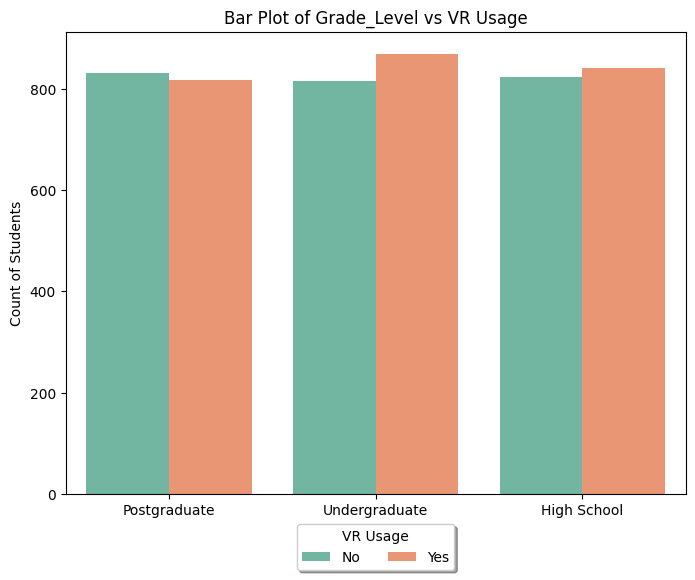 Bar Plot of Grade_Level vs VR Usage
Count of Students
800
600
400
200
0
Postgraduate Undergraduate High School
VR Usage
No Yes